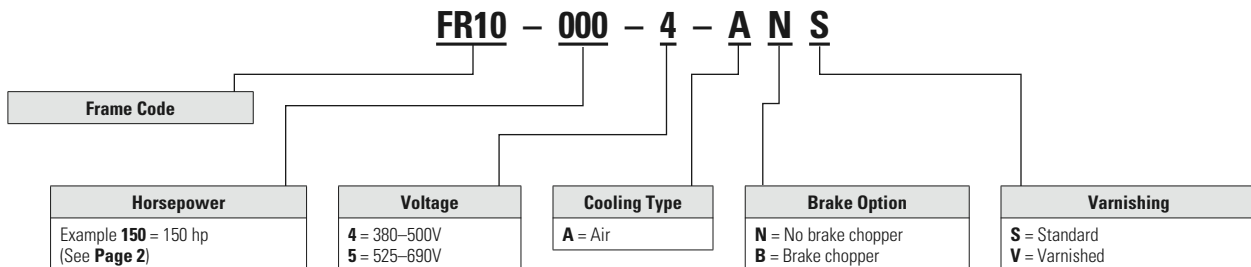 FR10 – 000 – 4 – A N S
Frame Code
Horsepower
Example 150 = 150 hp
(See Page 2)
Voltage
4 = 380–500V
5 = 525–690V
Cooling Type
A = Air
Brake Option
N = No brake chopper
B = Brake chopper
Varnishing
S = Standard
V = Varnished